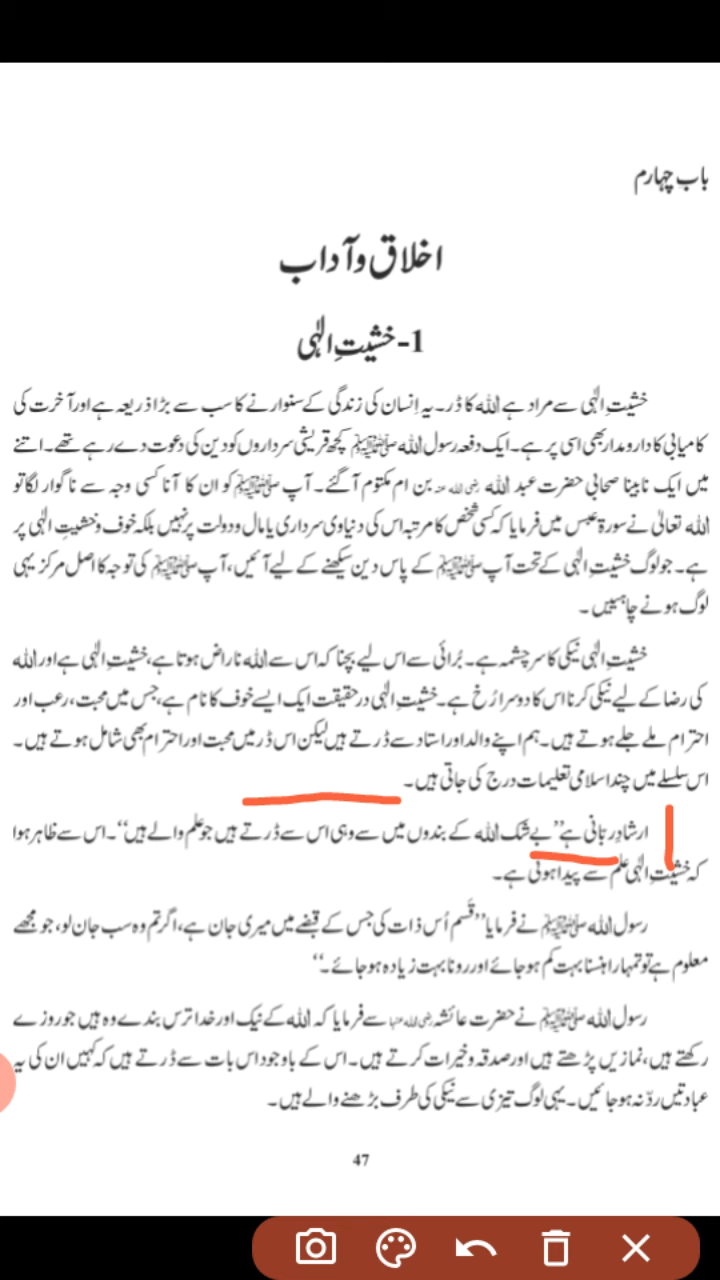 باب چہارم
اخلاق و آداب
1- خشیتِ الٰہی
خشیتِ الٰہی سے مراد ہے اللہ کا ڈر۔ یہ اِنسان کی زندگی کے سنوارنے کا سب سے بڑا ذریعہ ہے اور آخرت کی
کامیابی کا دارومدار بھی اسی پر ہے۔ ایک دفعہ رسول اللہ ﷺ کچھ قریشی سرداروں کو دین کی دعوت دے رہے تھے۔ اتنے
میں ایک نابینا صحابی حضرت عبد اللہ رضی اللہ عنہ بن ام مکتوم آگئے۔ آپ ﷺ کو ان کا آنا کسی وجہ سے ناگوار لگا تو
اللہ تعالیٰ نے سورۃ عبس میں فرمایا کہ کسی شخص کا مرتبہ اس کی دنیاوی سرداری یا مال و دولت پر نہیں بلکہ خوف و خشیتِ الٰہی پر
ہے۔ جو لوگ خشیتِ الٰہی کے تحت آپ ﷺ کے پاس دین سیکھنے کے لیے آئیں، آپ ﷺ کی توجہ کا اصل مرکز یہی
لوگ ہونے چاہییں۔
خشیتِ الٰہی نیکی کا سرچشمہ ہے۔ بُرائی سے اس لیے بچنا کہ اس سے اللہ ناراض ہوتا ہے، خشیتِ الٰہی ہے اور اللہ
کی رضا کے لیے نیکی کرنا اس کا دوسرا رُخ ہے۔ خشیتِ الٰہی درحقیقت ایک ایسے خوف کا نام ہے، جس میں محبت، رعب اور
احترام ملے جلے ہوتے ہیں۔ ہم اپنے والد اور استاد سے ڈرتے ہیں لیکن اس ڈر میں محبت اور احترام بھی شامل ہوتے ہیں۔
اس سلسلے میں چند اسلامی تعلیمات درج کی جاتی ہیں۔
ارشادِ ربّانی ہے ”بے شک اللہ کے بندوں میں سے وہی اس سے ڈرتے ہیں جو عِلم والے ہیں“۔ اس سے ظاہر ہوا
کہ خشیتِ الٰہی عِلم سے پیدا ہوتی ہے۔
رسول اللہ ﷺ نے فرمایا ”قَسم اُس ذات کی جس کے قبضے میں میری جان ہے، اگر تم وہ سب جان لو، جو مجھے
معلوم ہے تو تمہارا ہنسنا بہت کم ہو جائے اور رونا بہت زیادہ ہو جائے۔“
رسول اللہ ﷺ نے حضرت عائشہ رضی اللہ عنہا سے فرمایا کہ اللہ کے نیک اور خدا ترس بندے وہ ہیں جو روزے
رکھتے ہیں، نمازیں پڑھتے ہیں اور صدقہ و خیرات کرتے ہیں۔ اس کے باوجود اس بات سے ڈرتے ہیں کہ کہیں ان کی یہ
عبادتیں ردّ نہ ہو جائیں۔ یہی لوگ تیزی سے نیکی کی طرف بڑھنے والے ہیں۔
47